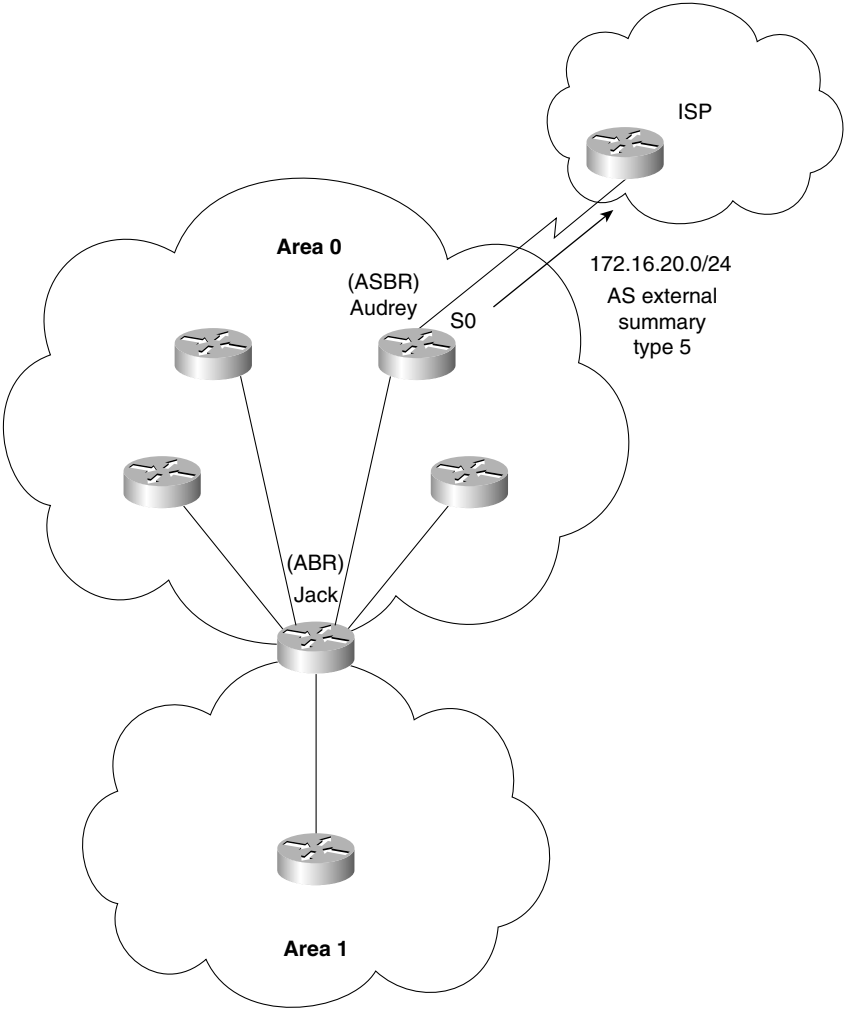 ISP
Area 0
172.16.20.0/24
AS external
summary
type 5
(ASBR)
Audrey
S0
(ABR)
Jack
Area 1